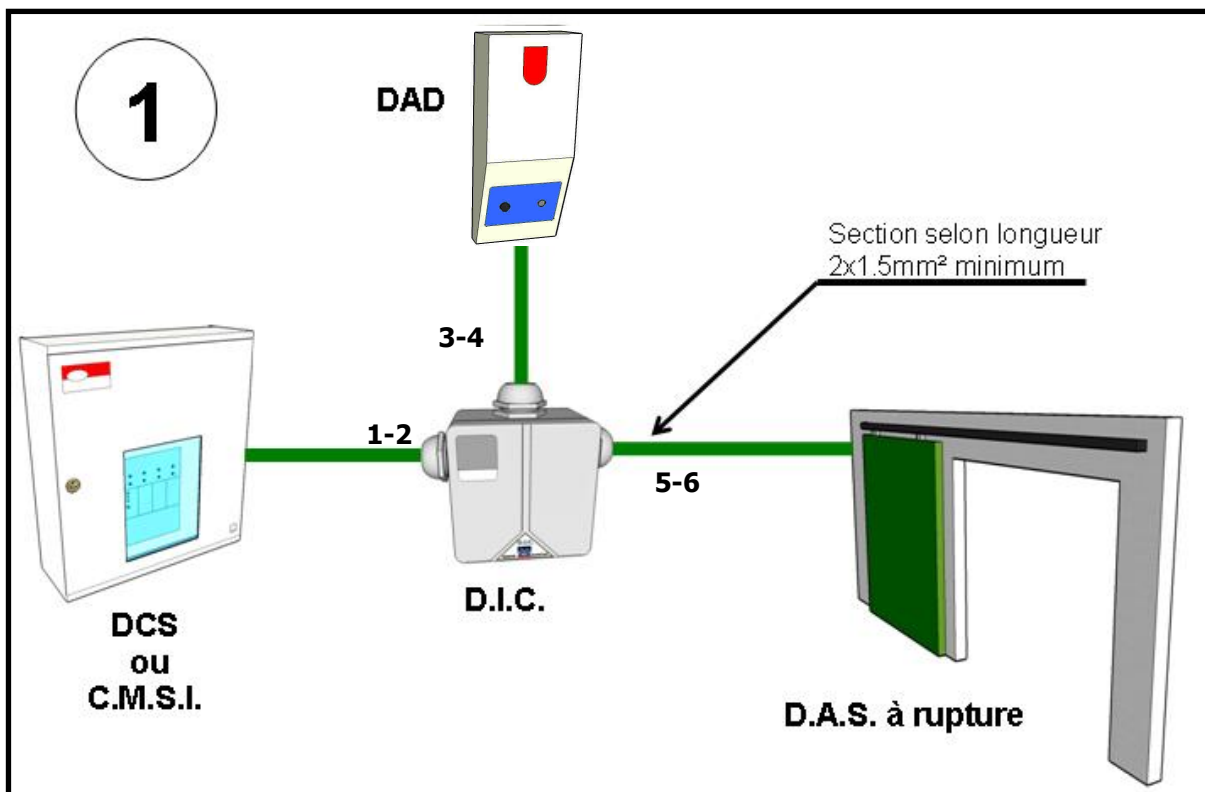 1
DAD
Section selon longueur
2x1.5mm² minimum
3-4
1-2
5-6
D.I.C.
DCS
ou
C.M.S.I.
D.A.S. à rupture